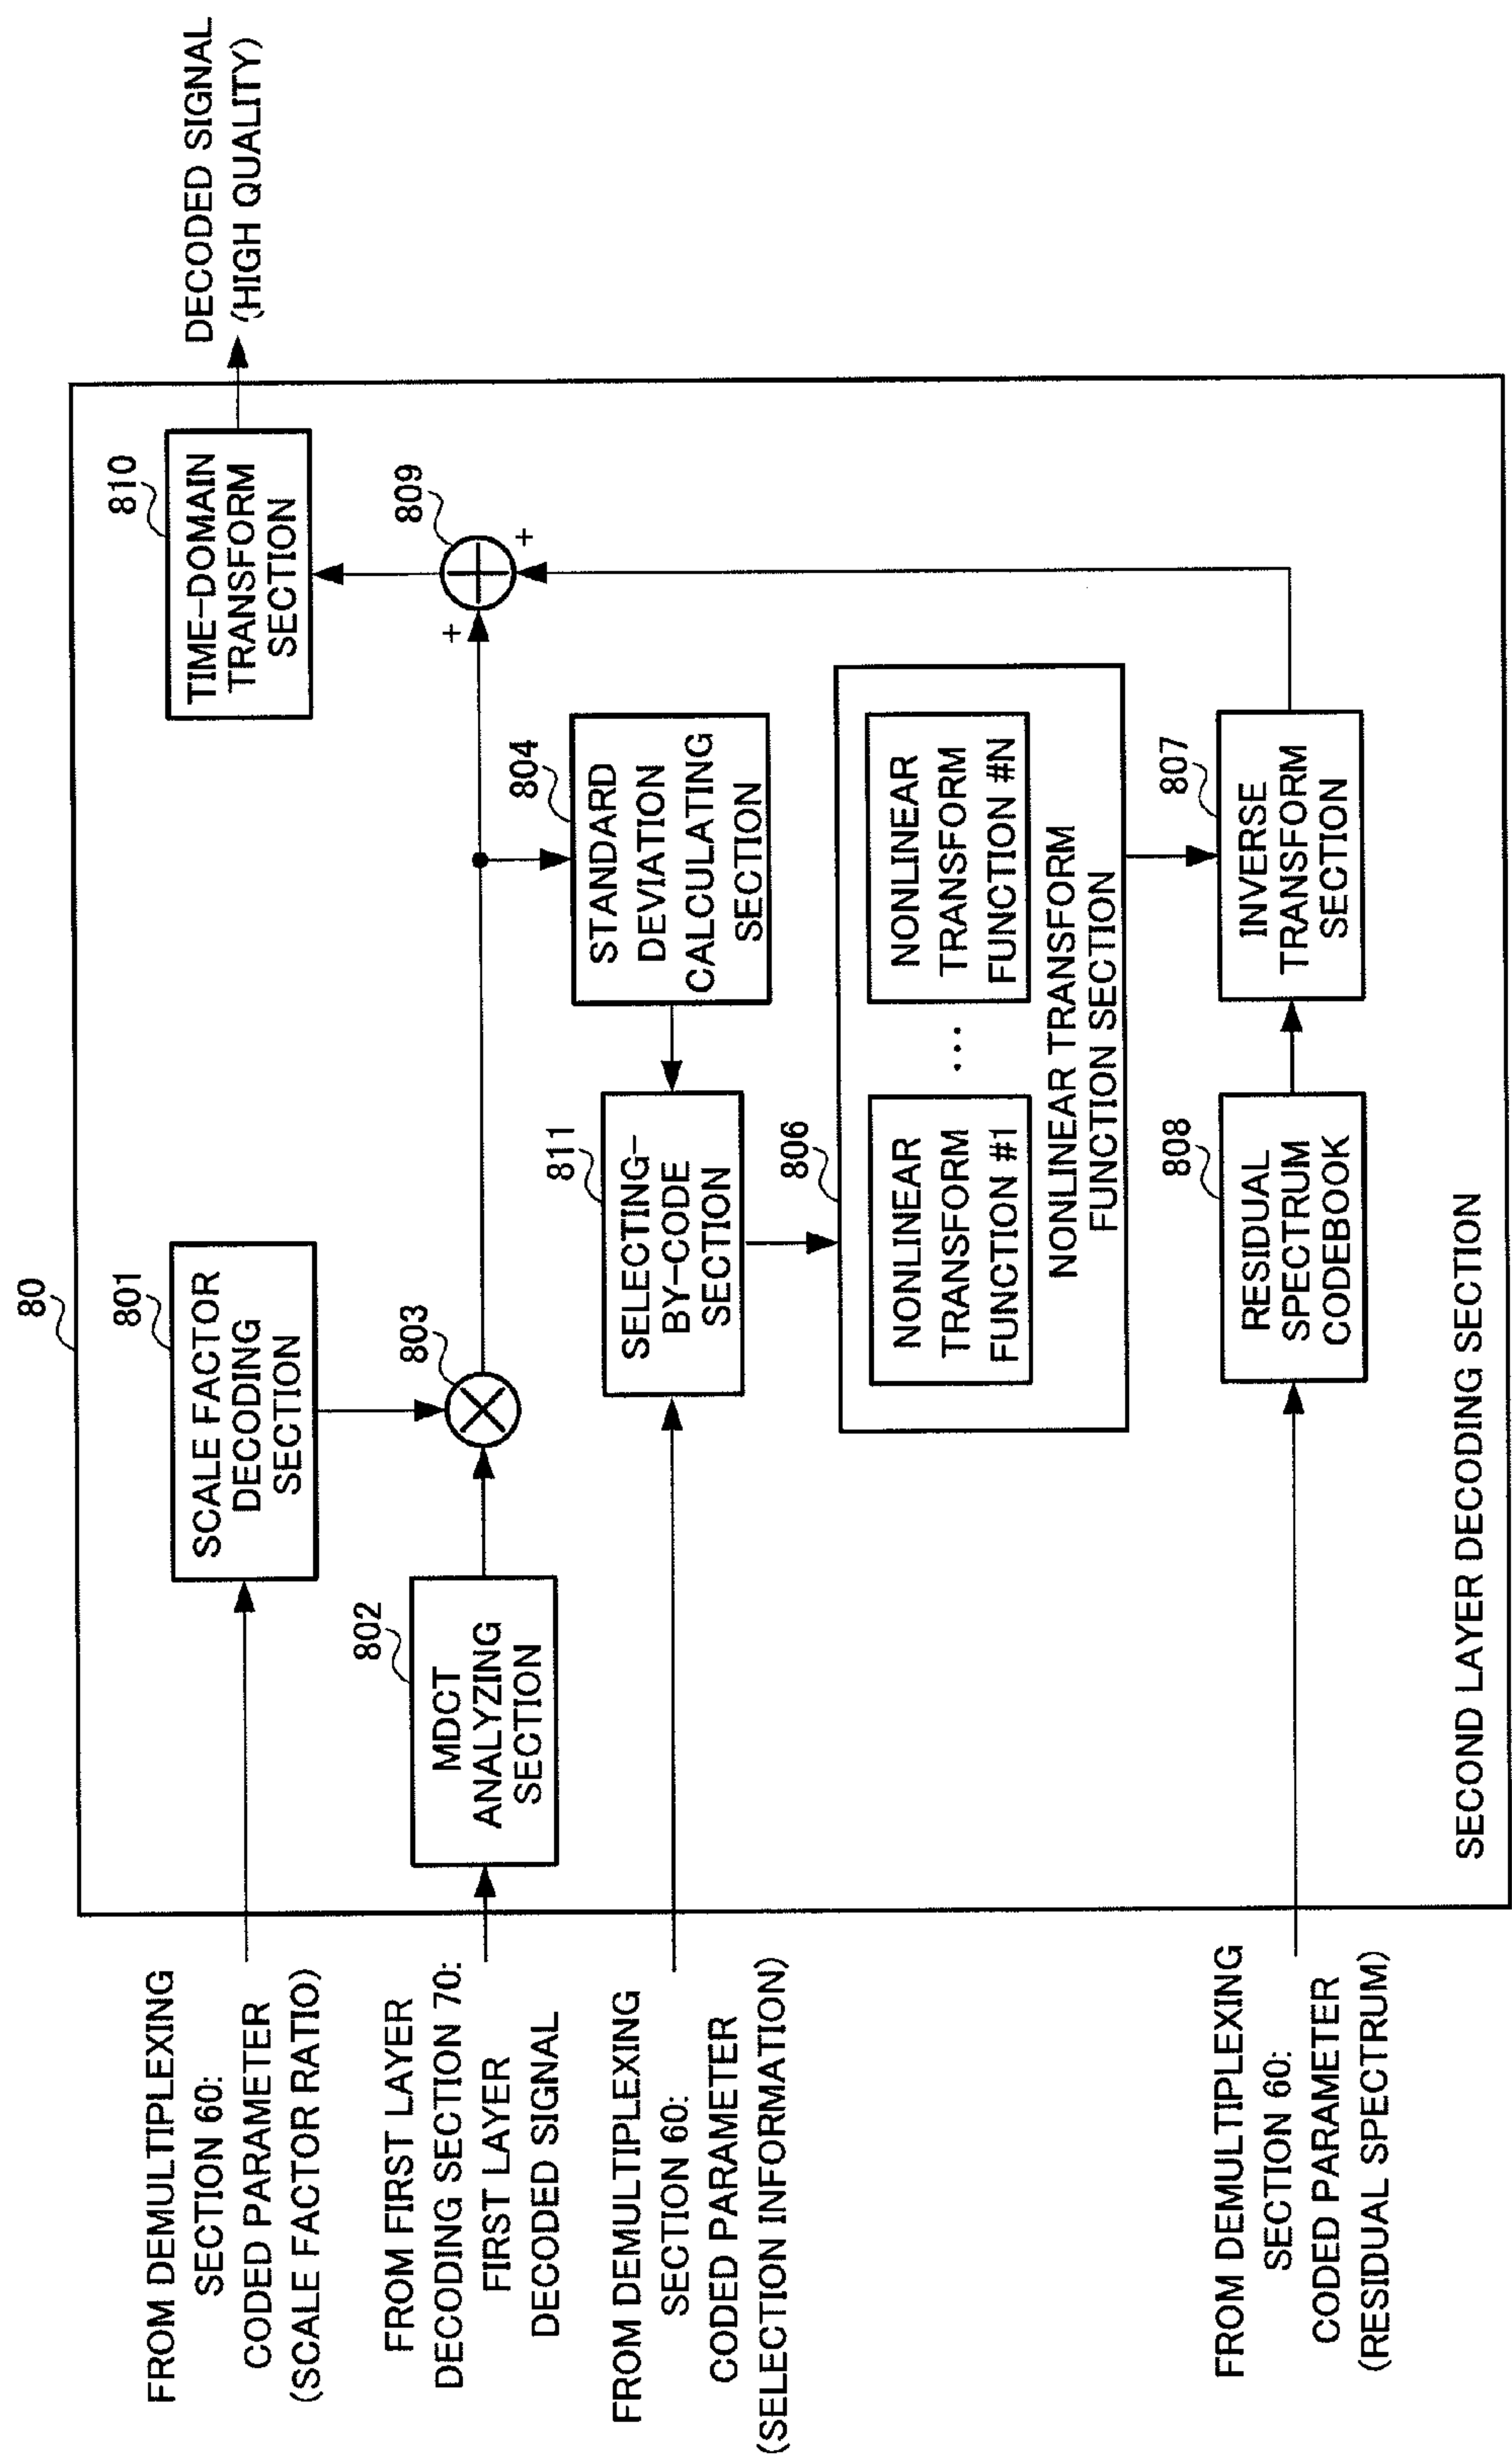 80
FROM DEMULTIPLEXING
SECTION 60:
CODED PARAMETER
(SCALE FACTOR RATIO)
801
SCALE FACTOR
DECODING
SECTION
810
TIME-DOMAIN
TRANSFORM
SECTION
DECODED SIGNAL
(HIGH QUALITY)
FROM FIRST LAYER
DECODING SECTION 70:
FIRST LAYER
DECODED SIGNAL
802
MDCT
ANALYZING
SECTION
803
809
+
+
FROM DEMULTIPLEXING
SECTION 60:
CODED PARAMETER
(SELECTION INFORMATION)
811
SELECTING-
BY-CODE
SECTION
804
STANDARD
DEVIATION
CALCULATING
SECTION
806
NONLINEAR
TRANSFORM
FUNCTION #1
...
NONLINEAR
TRANSFORM
FUNCTION #N
NONLINEAR TRANSFORM
FUNCTION SECTION
FROM DEMULTIPLEXING
SECTION 60:
CODED PARAMETER
(RESIDUAL SPECTRUM)
808
RESIDUAL
SPECTRUM
CODEBOOK
807
INVERSE
TRANSFORM
SECTION
SECOND LAYER DECODING SECTION